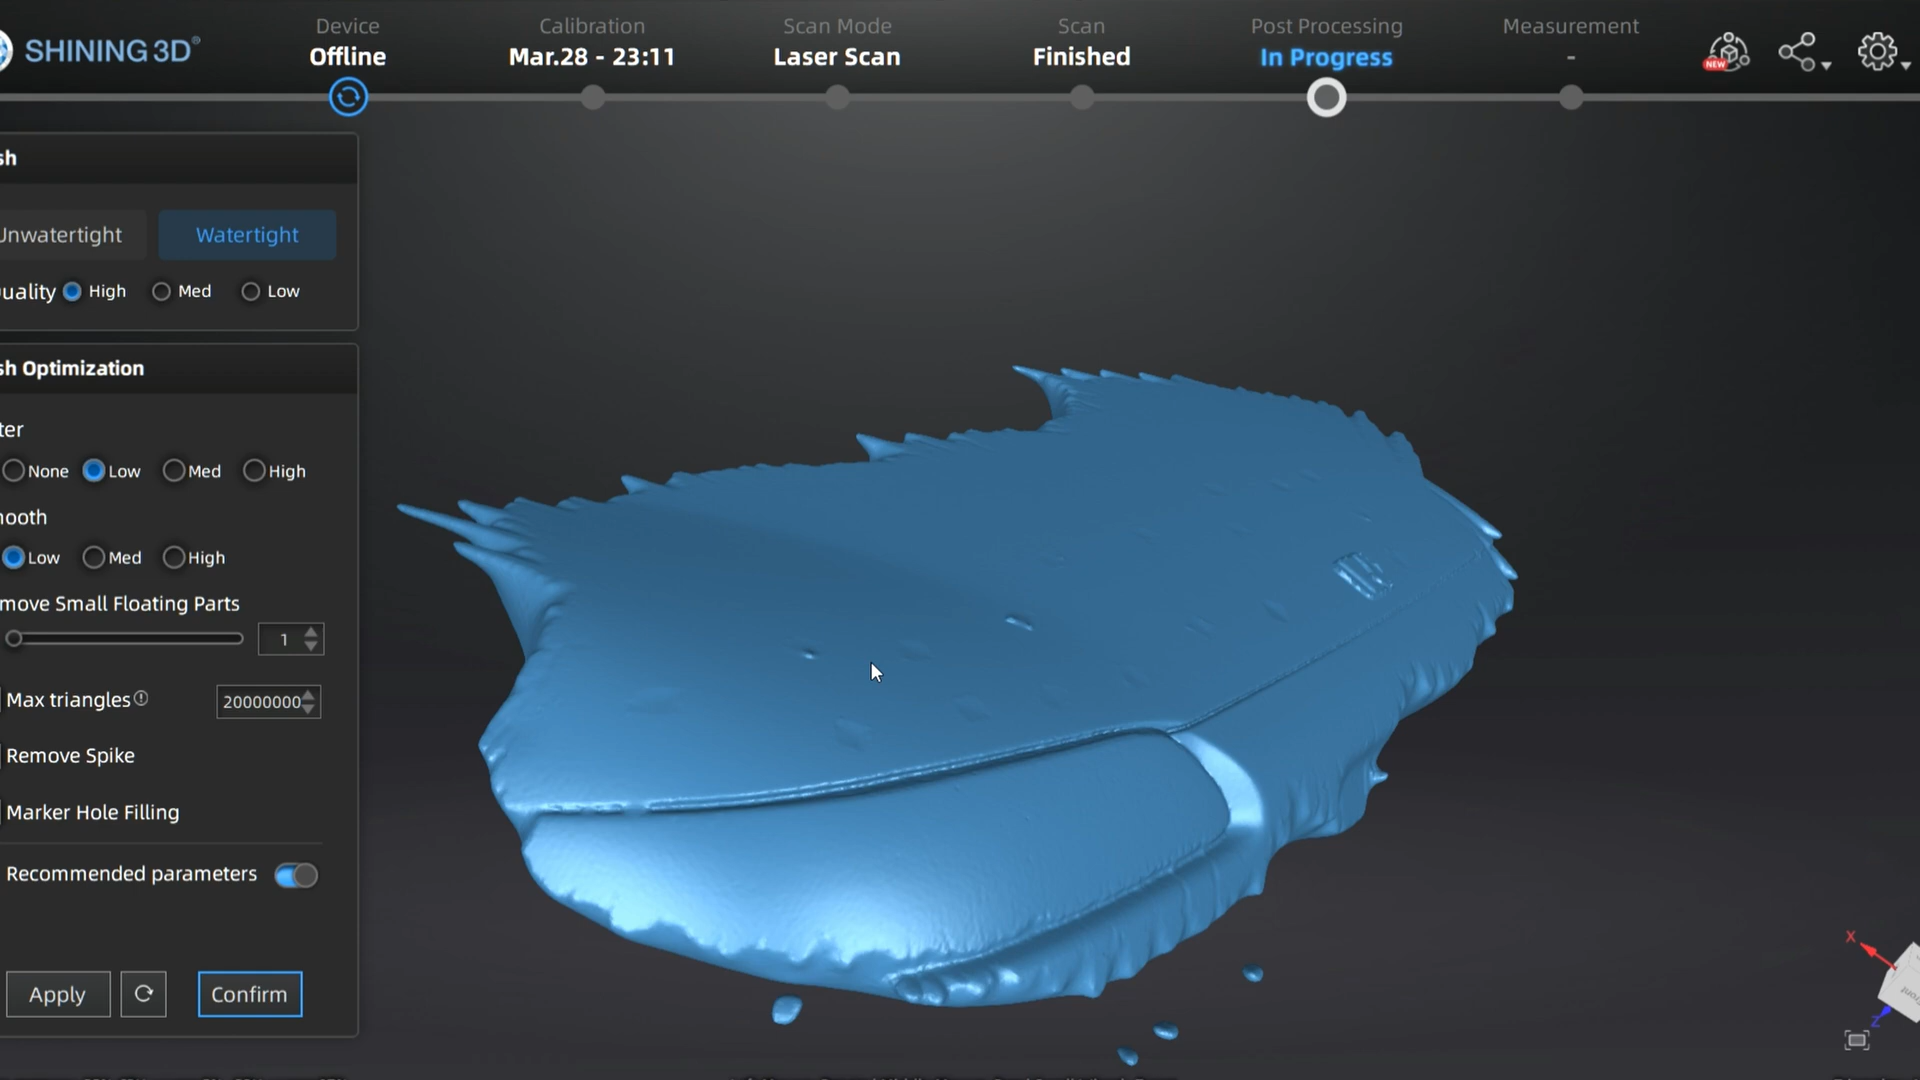 SHINING 3D®
Device
Offline
Calibration
Mar.28 - 23:11
Scan Mode
Laser Scan
Scan
Finished
Post Processing
In Progress
Measurement
-
NEW
sh
Unwatertight
Watertight
uality
High
Med
Low
sh Optimization
ter
None
Low
Med
High
nooth
Low
Med
High
move Small Floating Parts
1
Max triangles
20000000
Remove Spike
Marker Hole Filling
Recommended parameters
Apply
Confirm
X
Z
Front